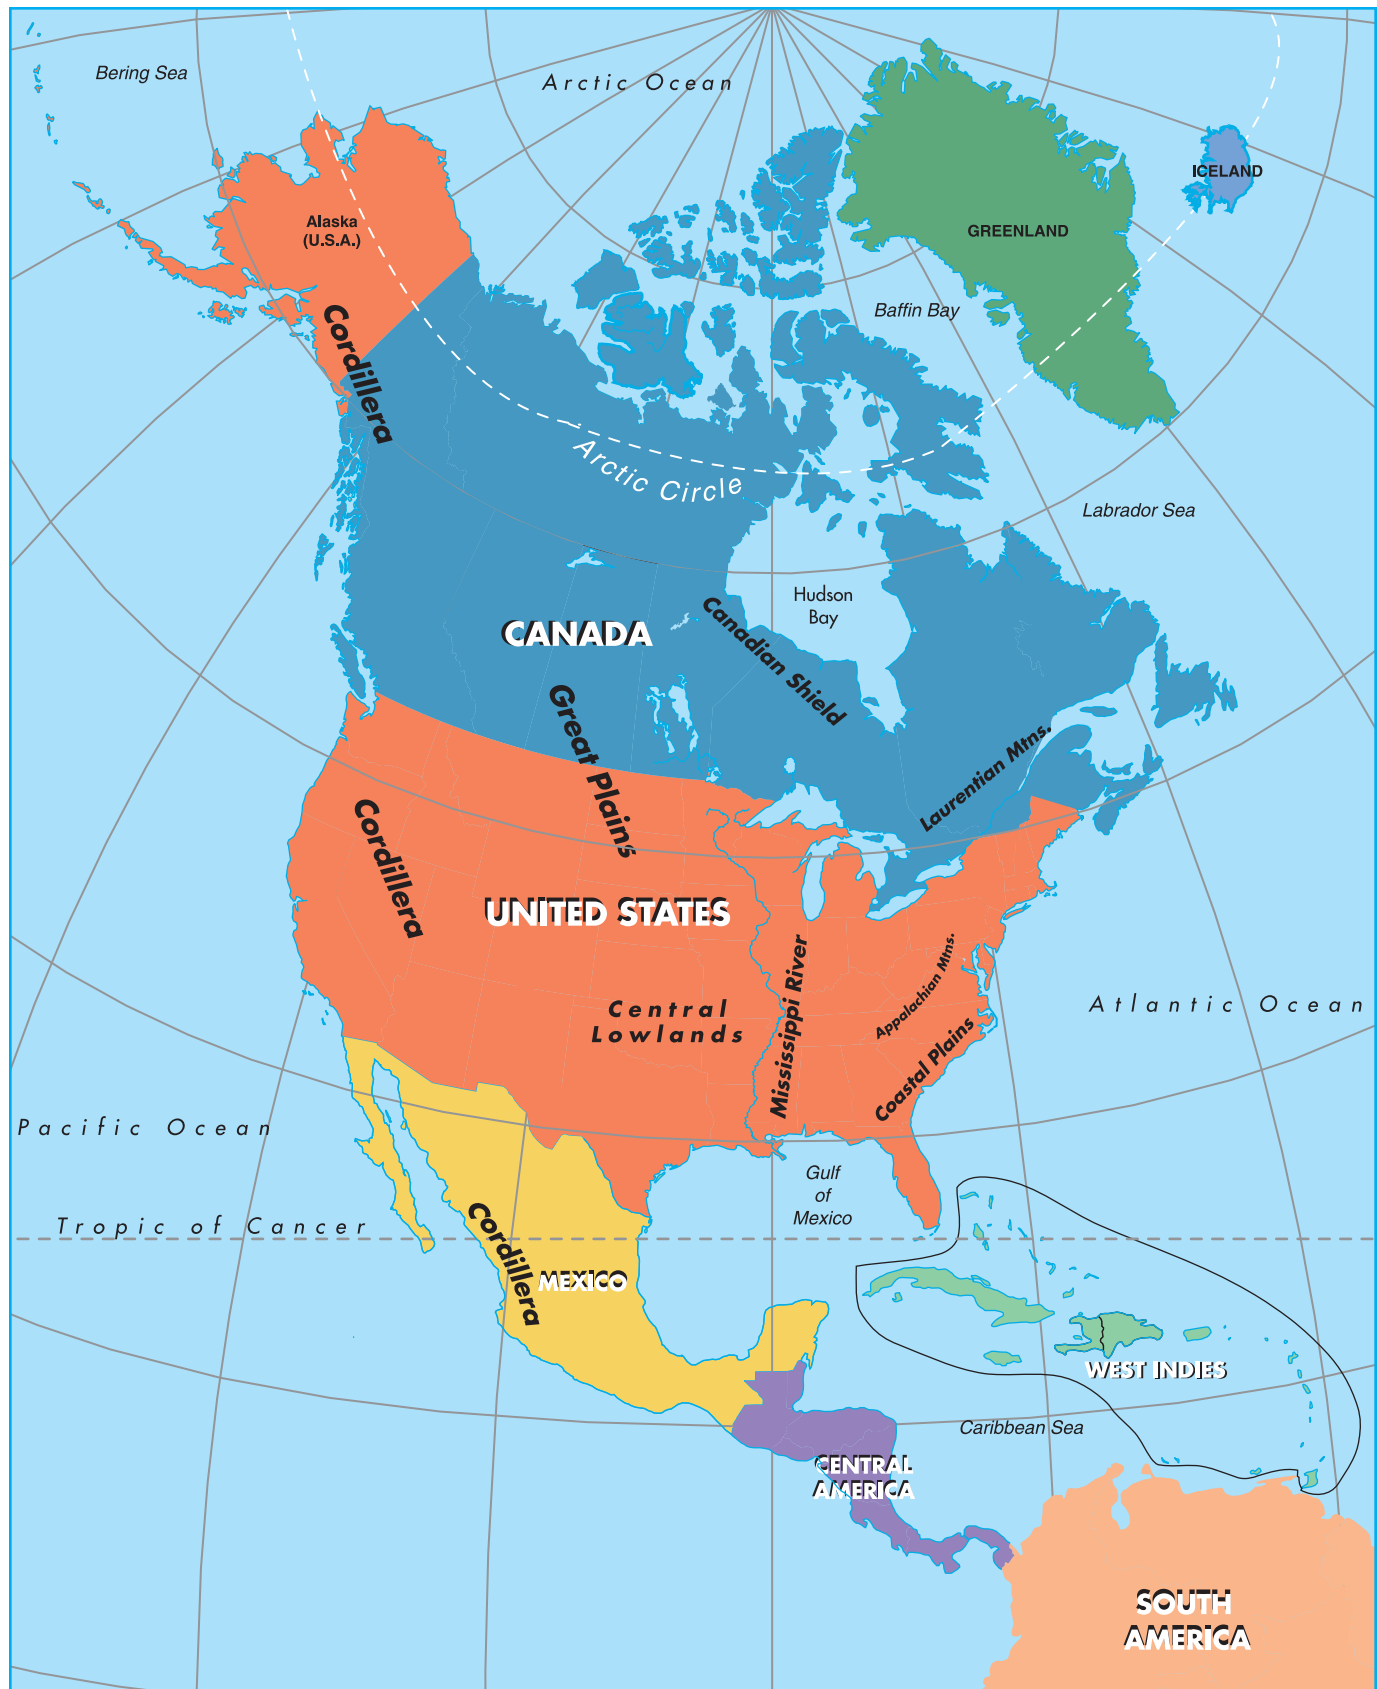 Bering Sea
Arctic Ocean
ICELAND
Alaska
(U.S.A.)
GREENLAND
Cordillera
Baffin Bay
Arctic Circle
Labrador Sea
Hudson
Bay
CANADA
Canadian Shield
Great Plains
Laurentian Mtns.
Cordillera
UNITED STATES
Mississippi River
Appalachian Mtns.
Central
Lowlands
Coastal Plains
Atlantic Ocean
Pacific Ocean
Gulf
of
Mexico
Tropic of Cancer
Cordillera
MEXICO
WEST INDIES
Caribbean Sea
CENTRAL
AMERICA
SOUTH
AMERICA